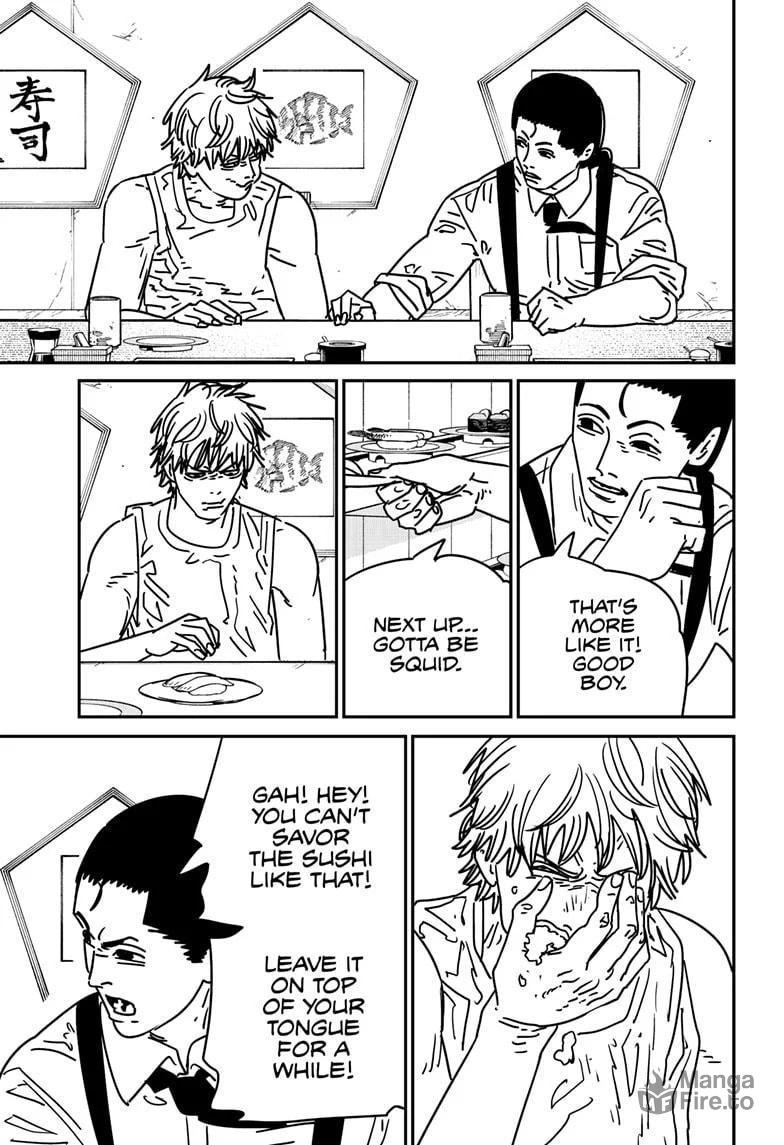 寿司
THAT'S
MORE
LIKE IT!
GOOD
BOY.
NEXT UP...
GOTTA BE
SQUID.
GAH! HEY!
YOU CAN'T
SAVOR
THE SUSHI
LIKE THAT!
LEAVE IT
ON TOP
OF YOUR
TONGUE
FOR A
WHILE!
Manga
Fire.to